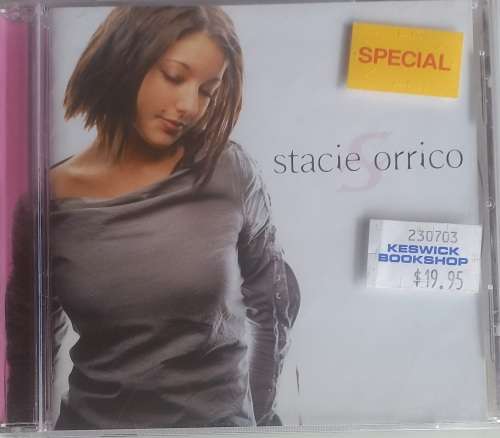 SPECIAL
stacie S orrico
230703
KESWICK
BOOKSHOP
$19.95